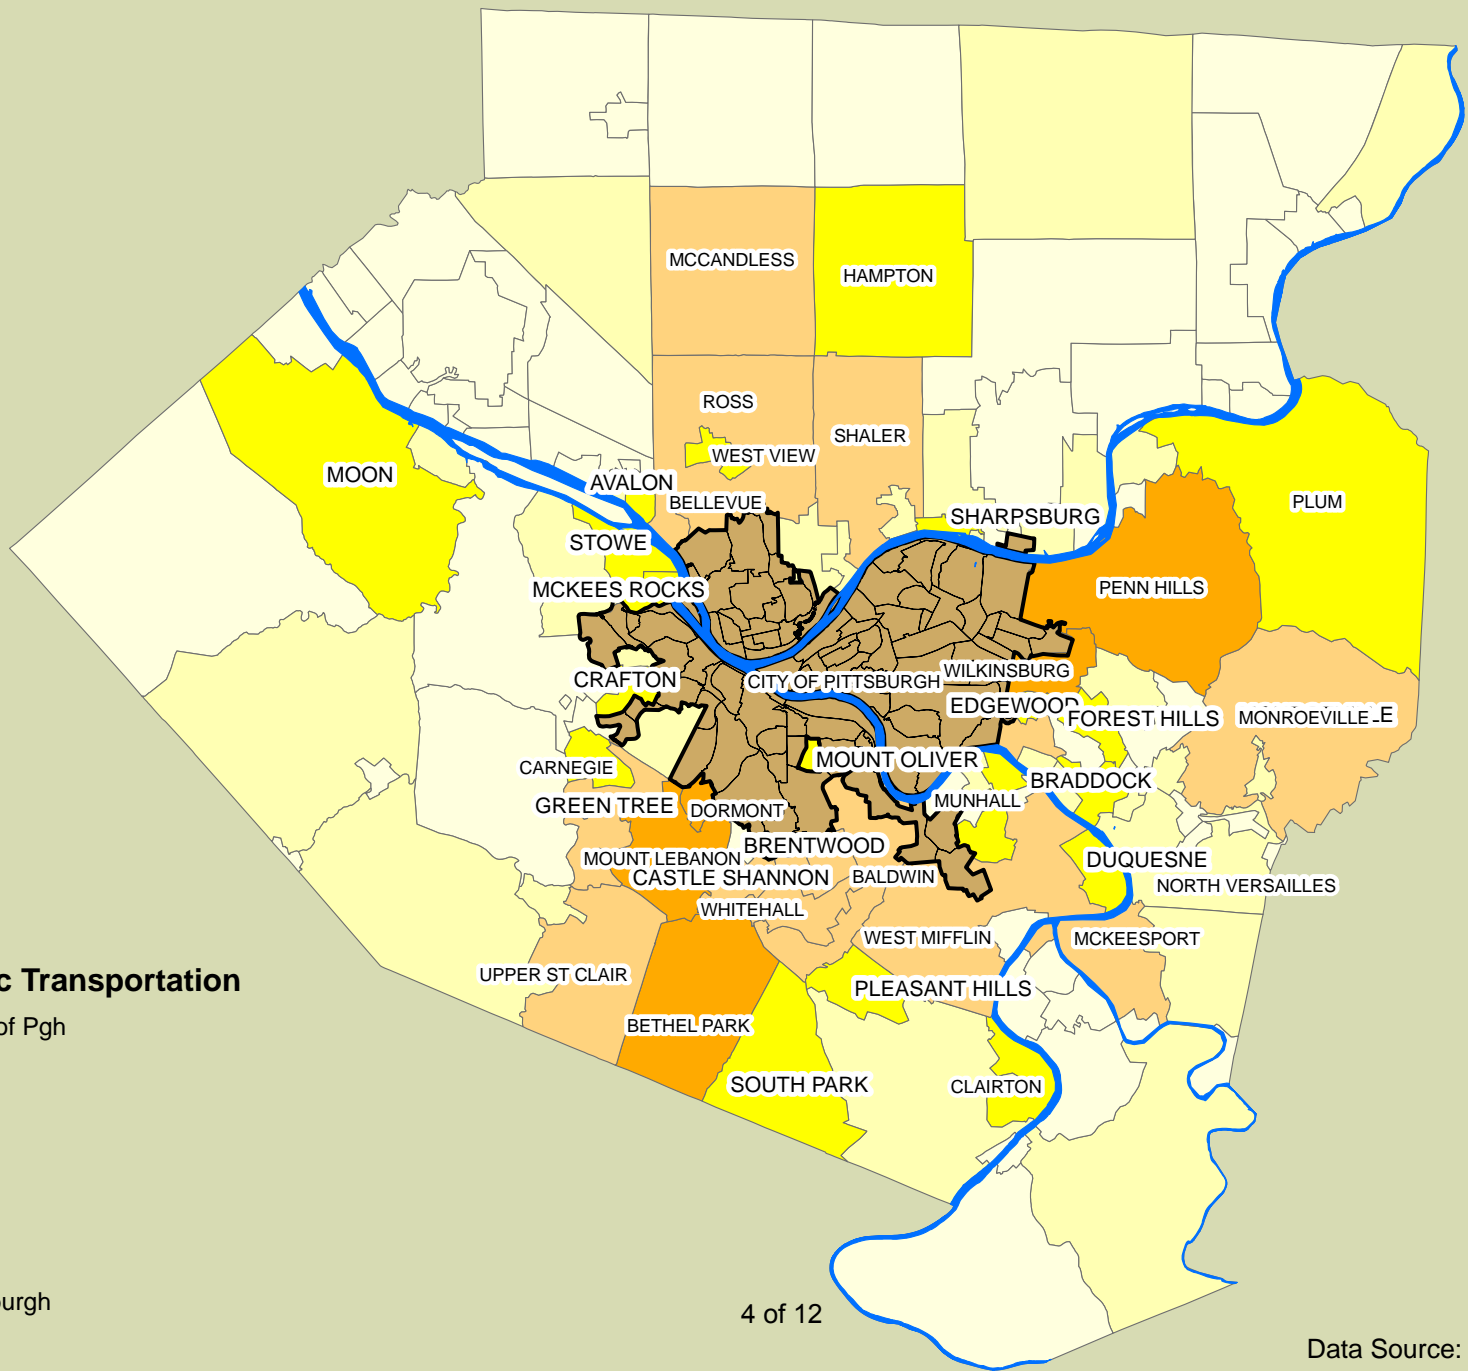 MCCANDLESS
HAMPTON
ROSS
SHALER
WEST VIEW
MOON
AVALON
BELLEVUE
PLUM
SHARPSBURG
STOWE
MCKEES ROCKS
PENN HILLS
WILKINSBURG
CRAFTON
CITY OF PITTSBURGH
EDGEWOOD
FOREST HILLS
MONROEVILLE
LE
MOUNT OLIVER
CARNEGIE
BRADDOCK
GREEN TREE
DORMONT
MUNHALL
BRENTWOOD
MOUNT LEBANON
CASTLE SHANNON
BALDWIN
DUQUESNE
NORTH VERSAILLES
WHITEHALL
WEST MIFFLIN
MCKEESPORT
UPPER ST CLAIR
PLEASANT HILLS
c Transportation
of Pgh
BETHEL PARK
SOUTH PARK
CLAIRTON
burgh
4 of 12
Data Source: